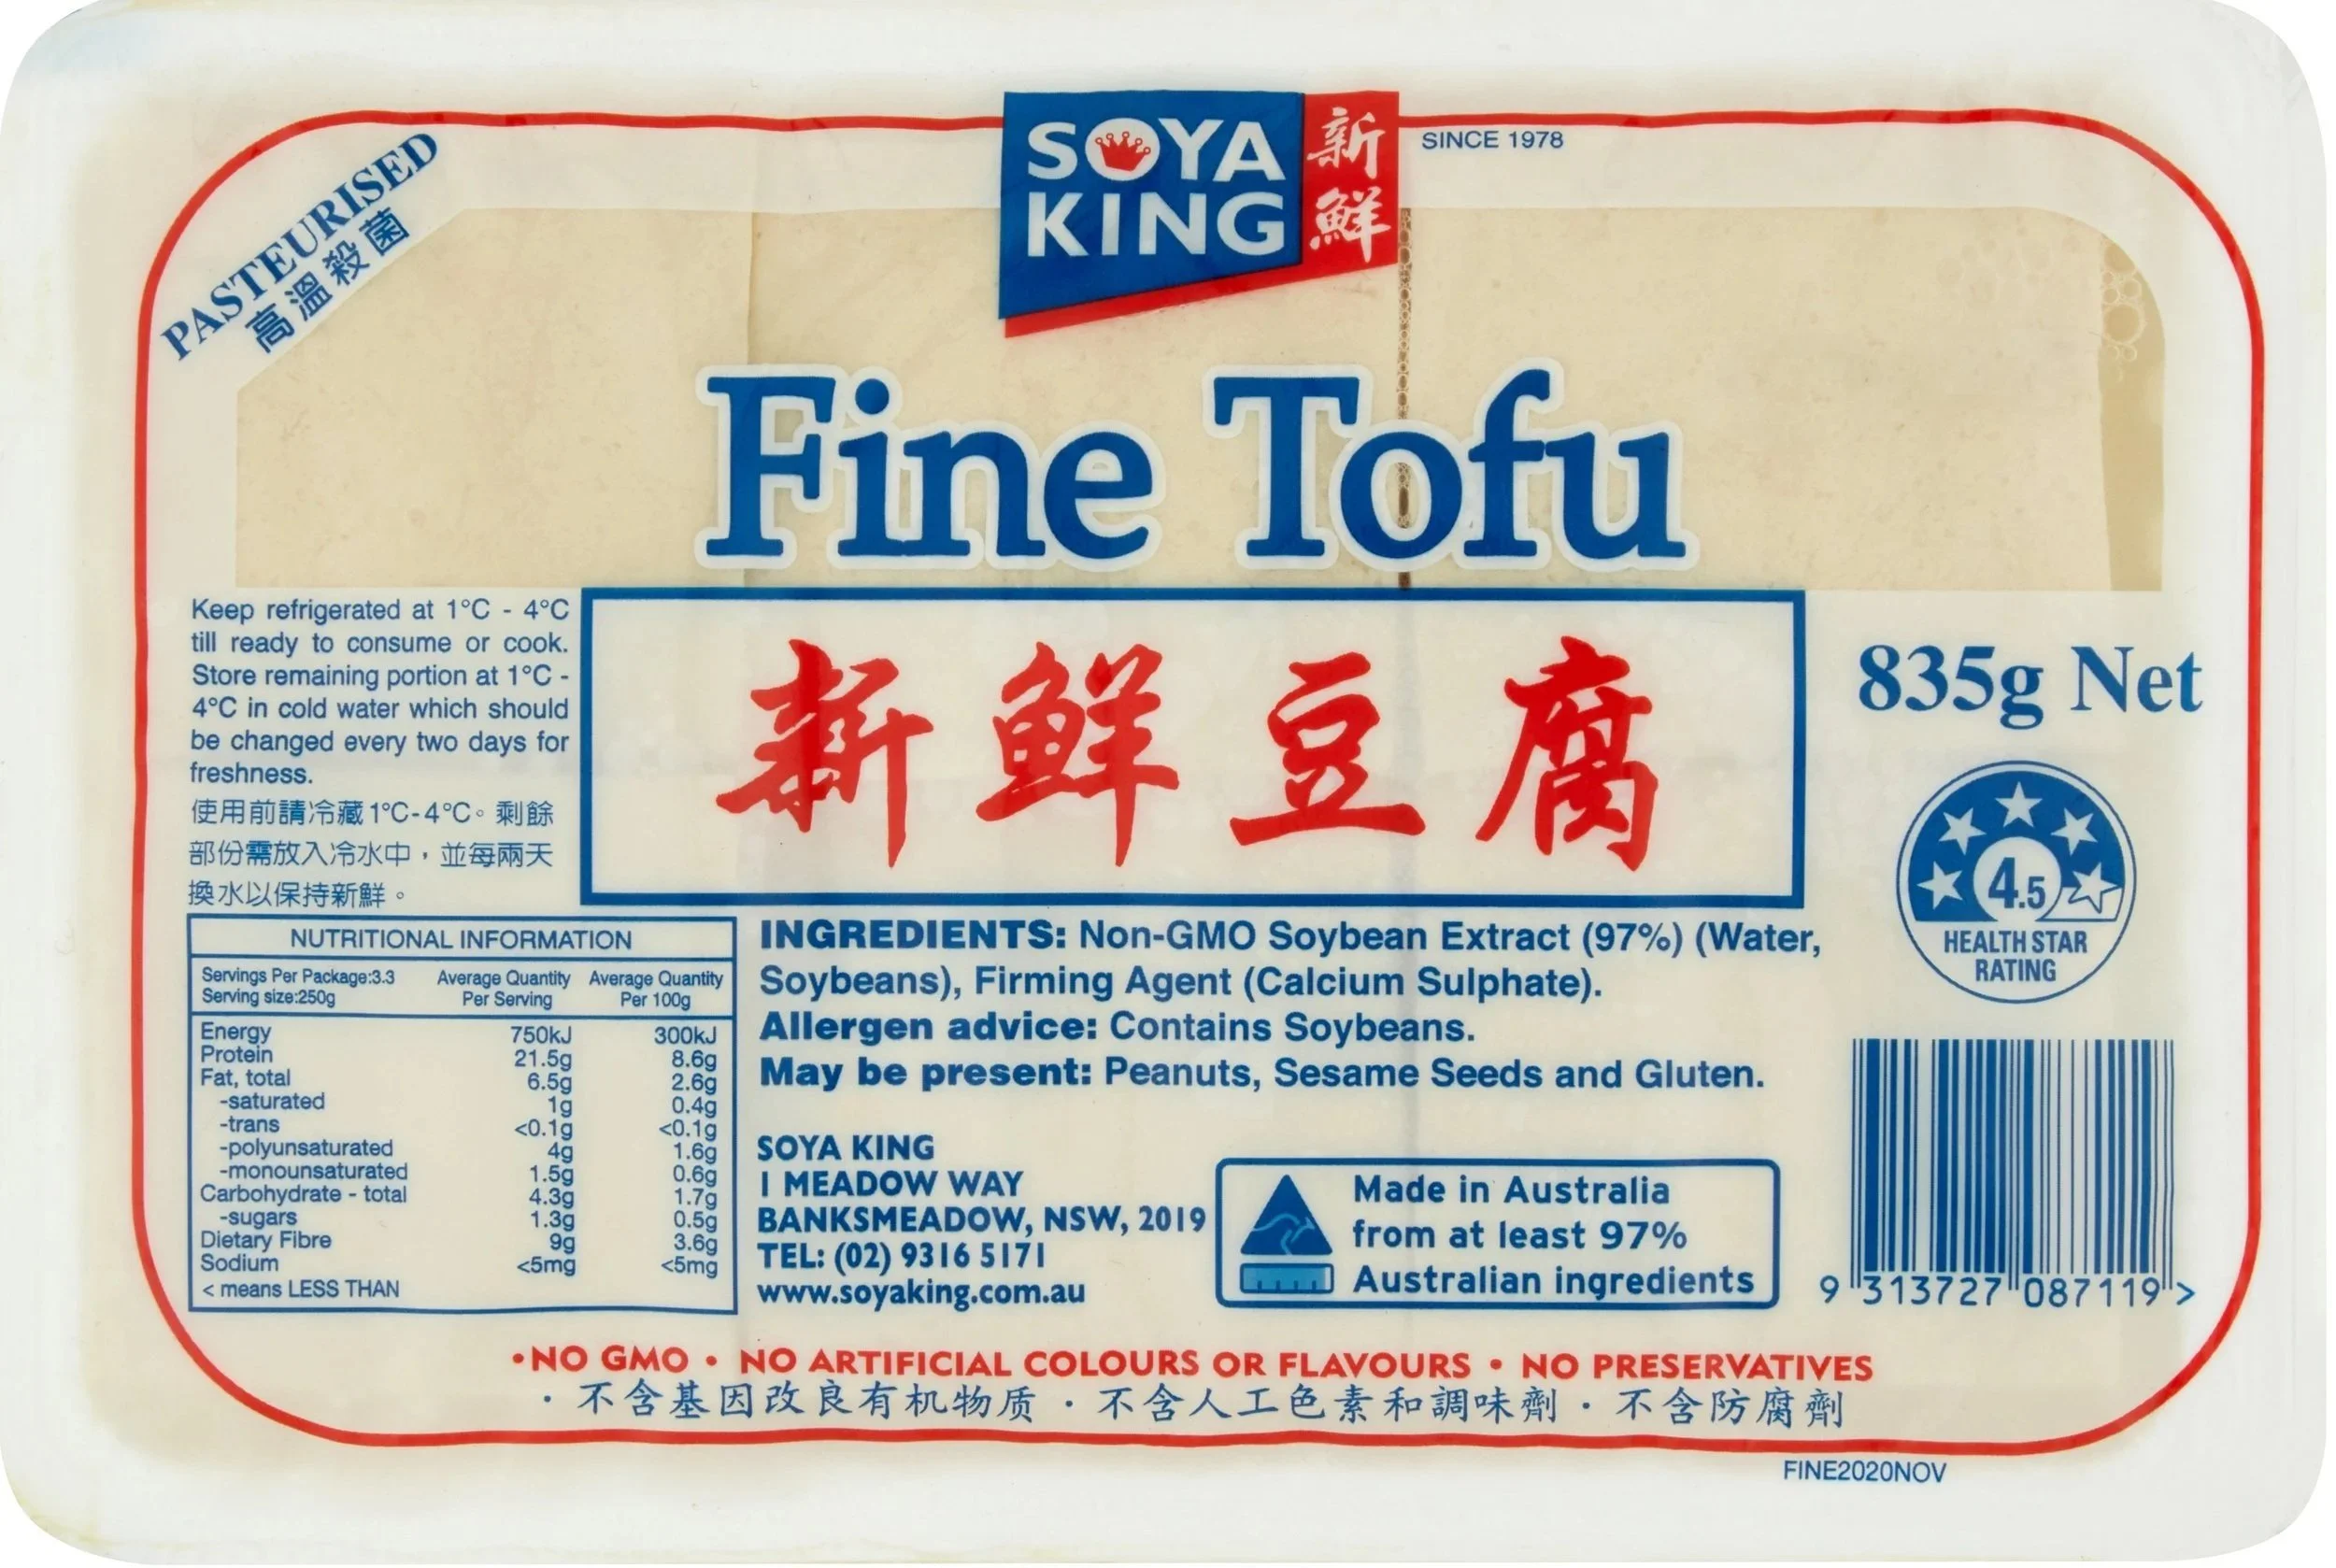 SOYA KING
新鮮
SINCE 1978
PASTEURISED
高溫殺菌
Fine Tofu
Keep refrigerated at 1°C - 4°C
till ready to consume or cook.
Store remaining portion at 1°C -
4°C in cold water which should
be changed every two days for
freshness.
使用前請冷藏1°C-4°C。剩餘
部份需放入冷水中，並每兩天
換水以保持新鮮。
新鮮豆腐
835g Net
4.5
HEALTH STAR
RATING
NUTRITIONAL INFORMATION
Servings Per Package:3.3 Average Quantity Average Quantity
Serving size:250g Per Serving Per 100g
Energy 750kJ 300kJ
Protein 21.5g 8.6g
Fat, total 6.5g 2.6g
-saturated 1g 0.4g
-trans <0.1g <0.1g
-polyunsaturated 4g 1.6g
-monounsaturated 1.5g 0.6g
Carbohydrate - total 4.3g 1.7g
-sugars 1.3g 0.5g
Dietary Fibre 9g 3.6g
Sodium <5mg <5mg
< means LESS THAN
INGREDIENTS: Non-GMO Soybean Extract (97%) (Water,
Soybeans), Firming Agent (Calcium Sulphate).
Allergen advice: Contains Soybeans.
May be present: Peanuts, Sesame Seeds and Gluten.
SOYA KING
1 MEADOW WAY
BANKSMEADOW, NSW, 2019
TEL: (02) 9316 5171
www.soyaking.com.au
Made in Australia
from at least 97%
Australian ingredients
9 313727 087119 >
•NO GMO • NO ARTIFICIAL COLOURS OR FLAVOURS • NO PRESERVATIVES
· 不含基因改良有机物质 · 不含人工色素和調味劑 · 不含防腐劑
FINE2020NOV